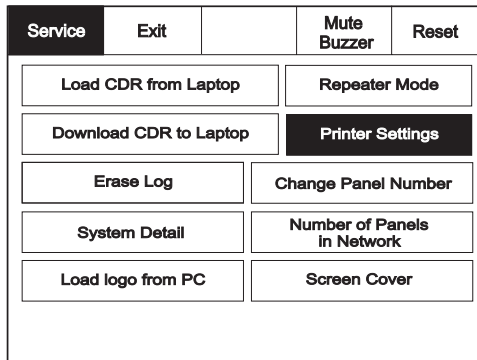 Service Exit Mute Buzzer Reset
Load CDR from Laptop Repeater Mode
Download CDR to Laptop Printer Settings
Erase Log Change Panel Number
System Detail Number of Panels in Network
Load logo from PC Screen Cover